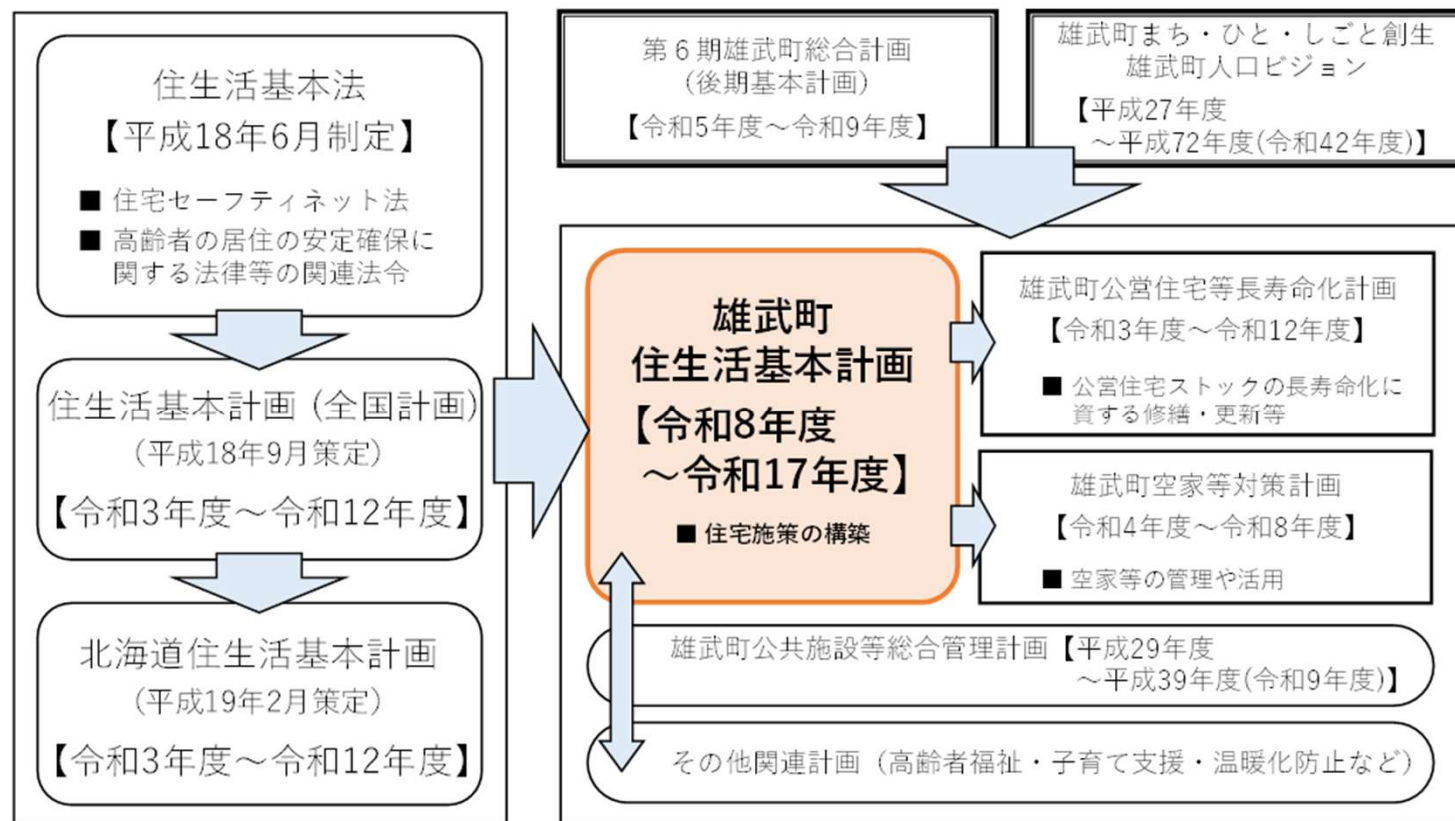 住生活基本法
【平成18年6月制定】
■ 住宅セーフティネット法
■ 高齢者の居住の安定確保に
関する法律等の関連法令
住生活基本計画（全国計画）
（平成18年9月策定）
【令和3年度～令和12年度】
北海道住生活基本計画
（平成19年2月策定）
【令和3年度～令和12年度】
第6期雄武町総合計画
（後期基本計画）
【令和5年度～令和9年度】
雄武町まち・ひと・しごと創生
雄武町人口ビジョン
【平成27年度
～平成72年度(令和42年度)】
雄武町
住生活基本計画
【令和8年度
～令和17年度】
■ 住宅施策の構築
雄武町公営住宅等長寿命化計画
【令和3年度～令和12年度】
■ 公営住宅ストックの長寿命化に
資する修繕・更新等
雄武町空家等対策計画
【令和4年度～令和8年度】
■ 空家等の管理や活用
雄武町公共施設等総合管理計画【平成29年度
～平成39年度(令和9年度)】
その他関連計画（高齢者福祉・子育て支援・温暖化防止など）